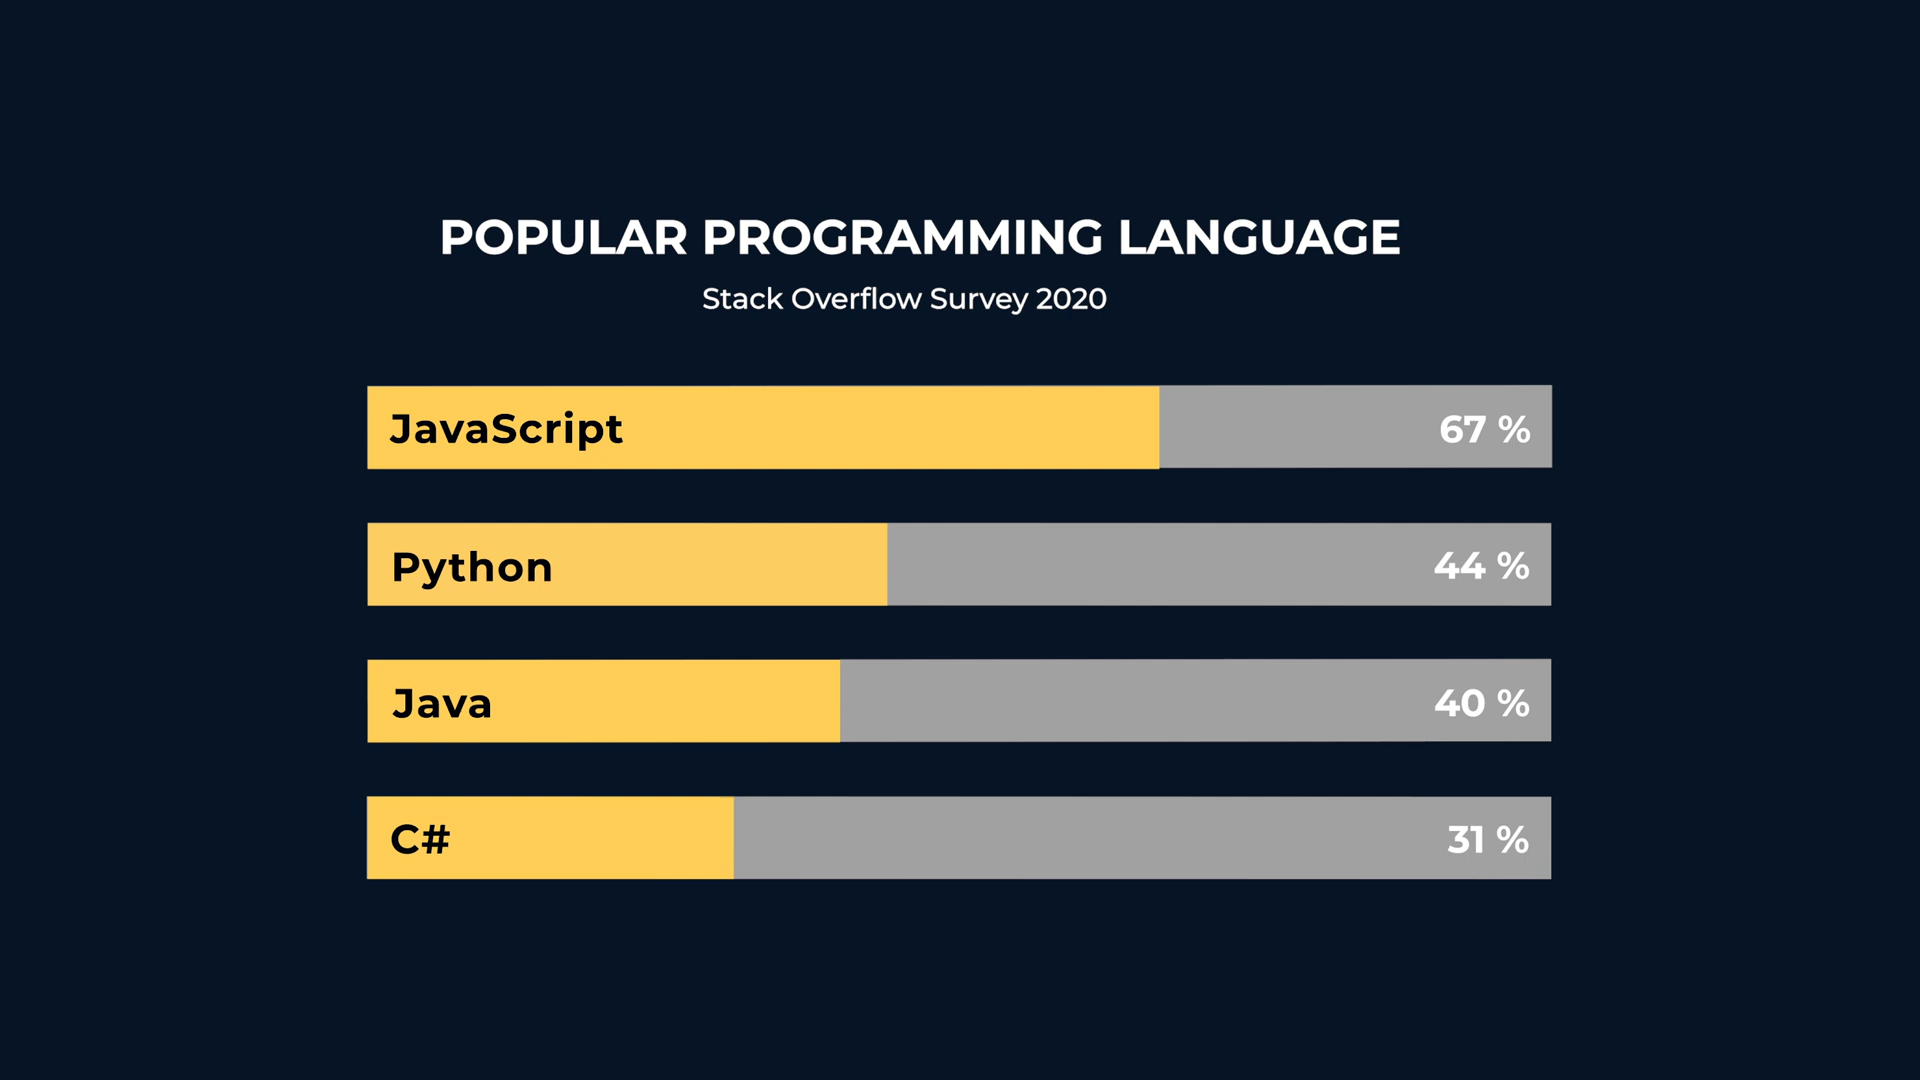 POPULAR PROGRAMMING LANGUAGE
Stack Overflow Survey 2020
JavaScript 67 %
Python 44 %
Java 40 %
C# 31 %